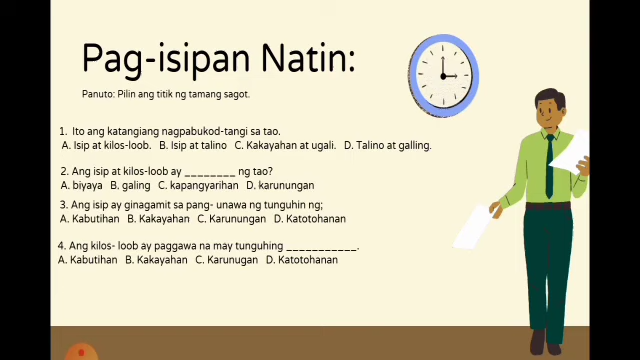 Pag-isipan Natin:
Panuto: Pilin ang titik ng tamang sagot.
1. Ito ang katangiang nagpabukod-tangi sa tao.
A. Isip at kilos-loob. B. Isip at talino C. Kakayahan at ugali. D. Talino at galling.
2. Ang isip at kilos-loob ay ________ ng tao?
A. biyaya B. galing C. kapangyarihan D. karunungan
3. Ang isip ay ginagamit sa pang- unawa ng tunguhin ng;
A. Kabutihan B. Kakayahan C. Karunungan D. Katotohanan
4. Ang kilos- loob ay paggawa na may tunguhing ___________.
A. Kabutihan B. Kakayahan C. Karunugan D. Katotohanan